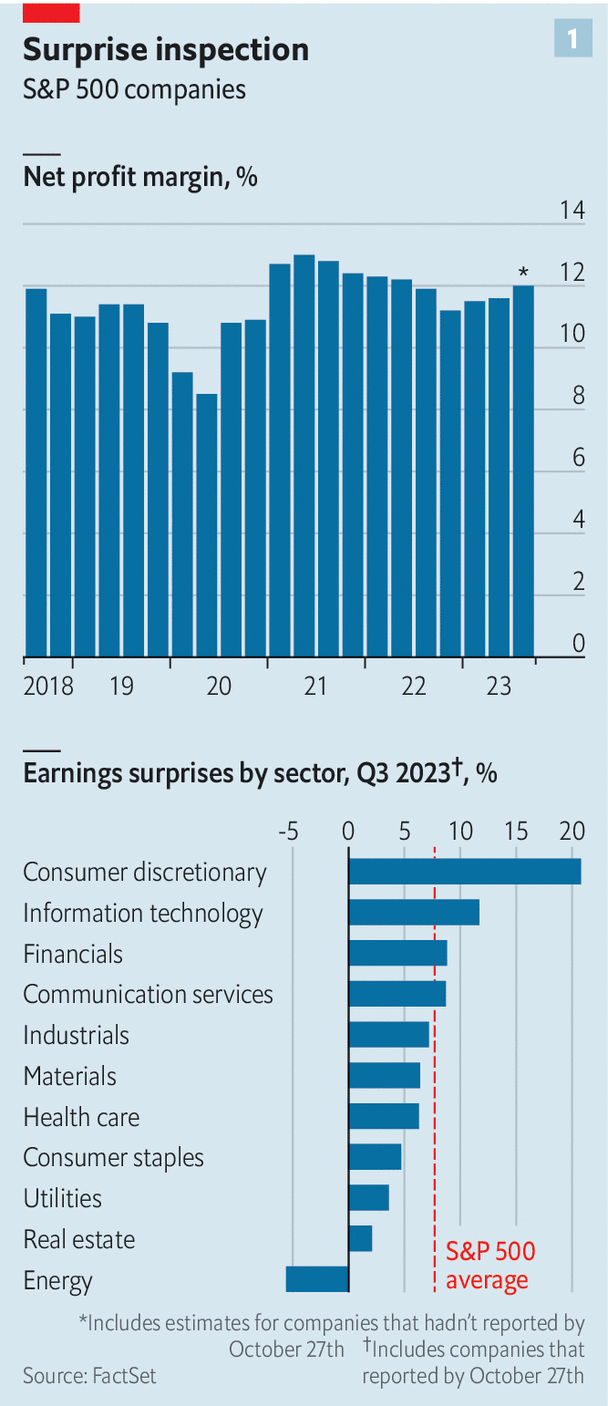 Surprise inspection
1
S&P 500 companies
Net profit margin, %
14
12
*
10
8
6
4
2
0
2018 19 20 21 22 23
Earnings surprises by sector, Q3 2023†, %
-5 0 5 10 15 20
Consumer discretionary
Information technology
Financials
Communication services
Industrials
Materials
Health care
Consumer staples
Utilities
Real estate
S&P 500
average
Energy
*Includes estimates for companies that hadn't reported by
October 27th †Includes companies that
Source: FactSet reported by October 27th